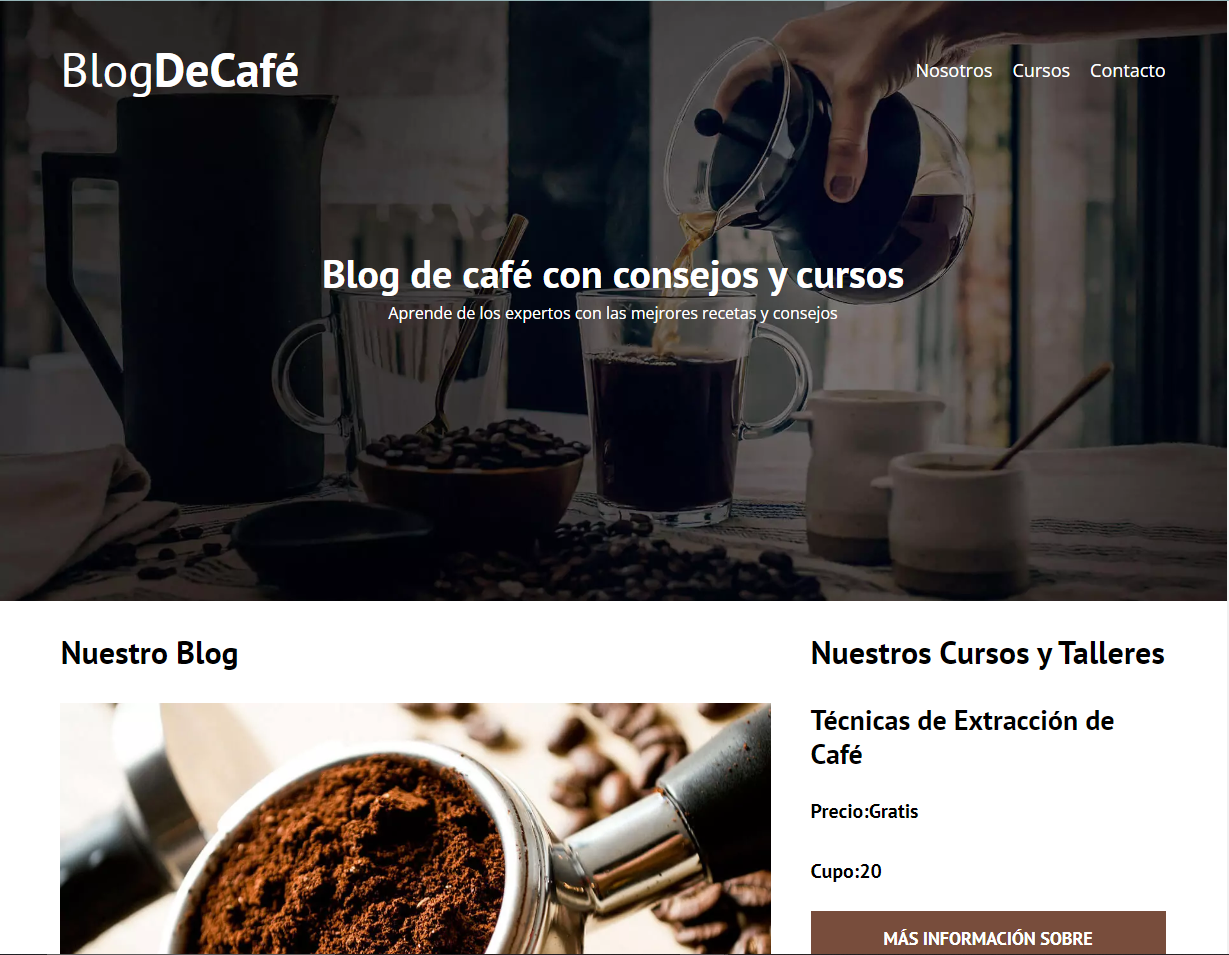 BlogDeCafé
Nosotros Cursos Contacto
Blog de café con consejos y cursos
Aprende de los expertos con las mejrores recetas y consejos
Nuestro Blog
Nuestros Cursos y Talleres
Técnicas de Extracción de
Café
Precio:Gratis
Cupo:20
MÁS INFORMACIÓN SOBRE